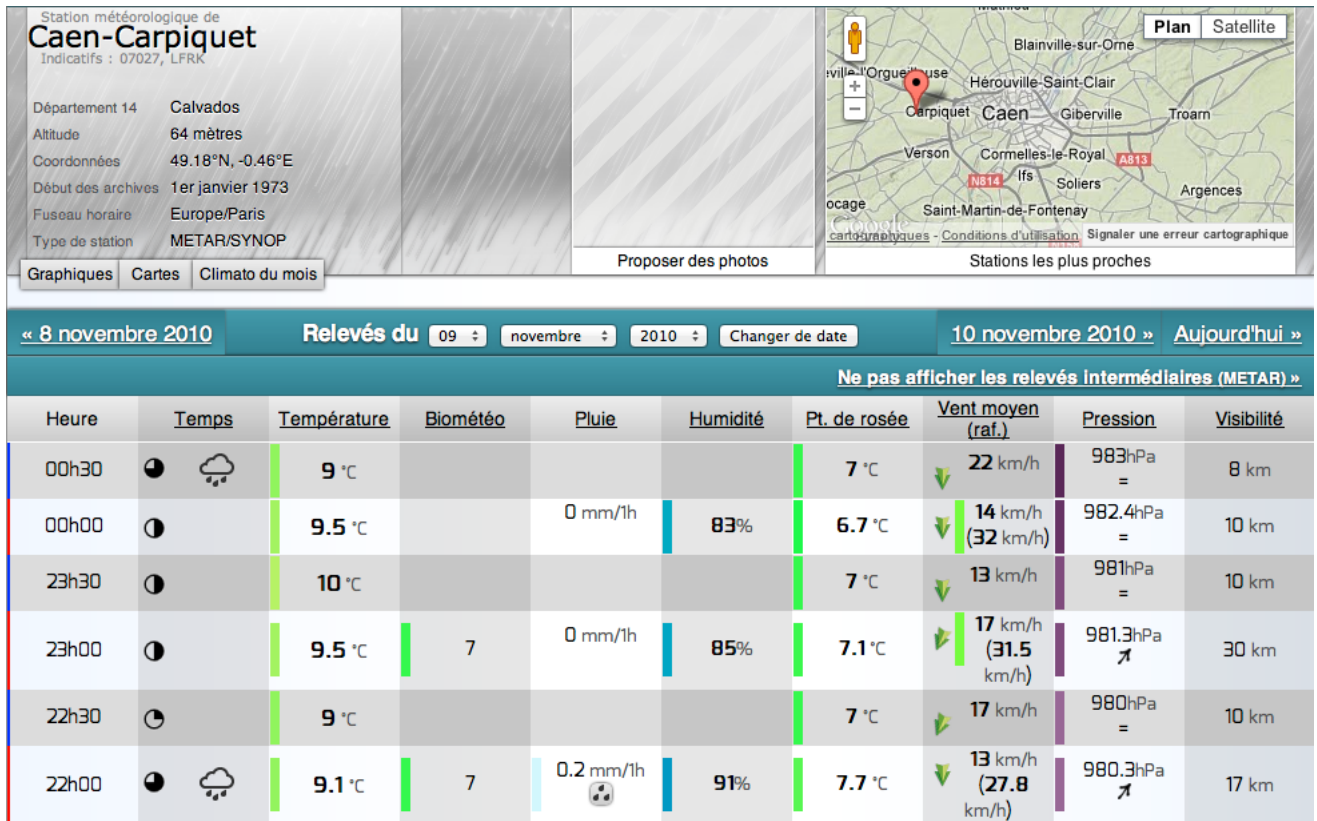 Station météorologique de
Caen-Carpiquet
Indicatifs : 07027, LFRK
Département 14 Calvados
Altitude 64 mètres
Coordonnées 49.18°N, -0.46°E
Début des archives 1er janvier 1973
Fuseau horaire Europe/Paris
Type de station METAR/SYNOP
Graphiques Cartes Climato du mois
Proposer des photos
Plan Satellite
Blainville-sur-Orne
Hérouville-Saint-Clair
Carpiquet Caen Giberville Troarn
Verson Cormelles-le-Royal A813
N814 Ifs Soliers Argences
ocage Saint-Martin-de-Fontenay
Google
cartographiques - Conditions d'utilisation Signaler une erreur cartographique
Stations les plus proches
« 8 novembre 2010 Relevés du 09 novembre 2010 Changer de date 10 novembre 2010 » Aujourd'hui »
Ne pas afficher les relevés intermédiaires (METAR) »
Heure Temps Température Biométéo Pluie Humidité Pt. de rosée Vent moyen (raf.) Pression Visibilité
00h30 9 °C 7 °C 22 km/h 983hPa = 8 km
00h00 9.5 °C 0 mm/1h 83% 6.7 °C 14 km/h (32 km/h) 982.4hPa = 10 km
23h30 10 °C 7 °C 13 km/h 981hPa = 10 km
23h00 9.5 °C 7 0 mm/1h 85% 7.1 °C 17 km/h (31.5 km/h) 981.3hPa 30 km
22h30 9 °C 7 °C 17 km/h 980hPa = 10 km
22h00 9.1 °C 7 0.2 mm/1h 91% 7.7 °C 13 km/h (27.8 km/h) 980.3hPa 17 km